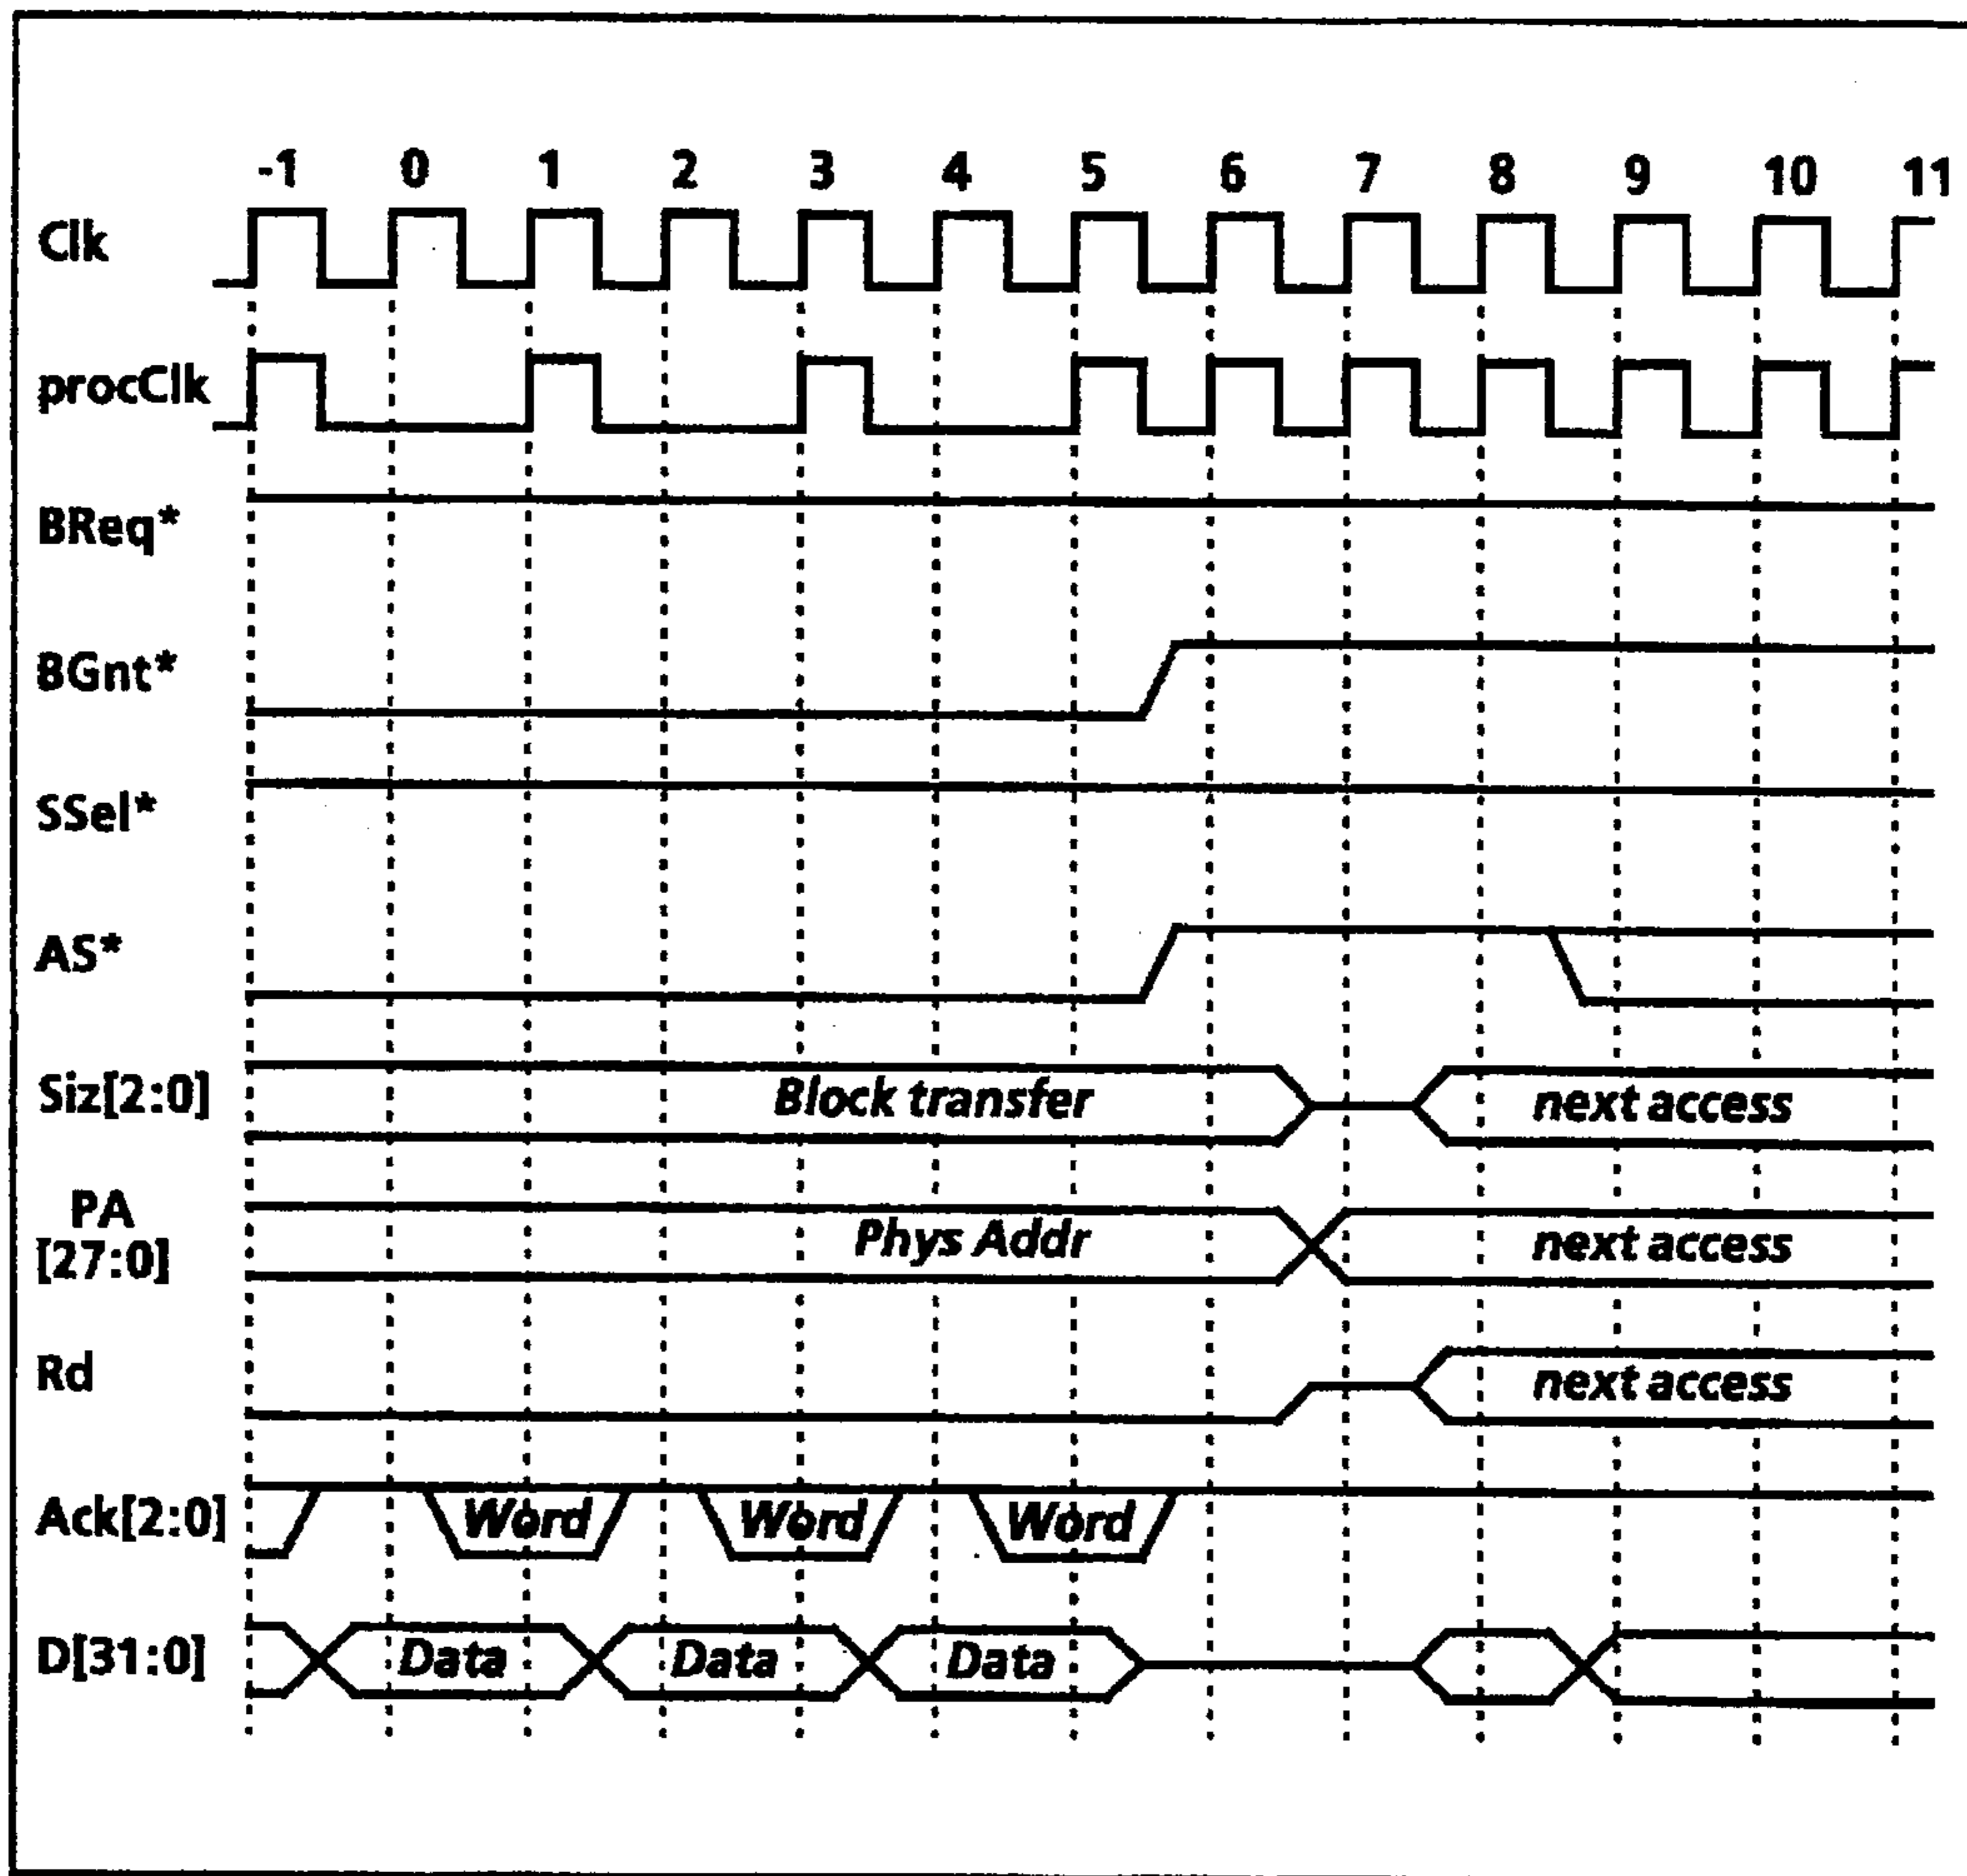 -1 0 1 2 3 4 5 6 7 8 9 10 11
Clk
procClk
BReq*
BGnt*
SSel*
AS*
Siz[2:0] Block transfer next access
PA
[27:0] Phys Addr next access
Rd next access
Ack[2:0] Word Word Word
D[31:0] Data Data Data